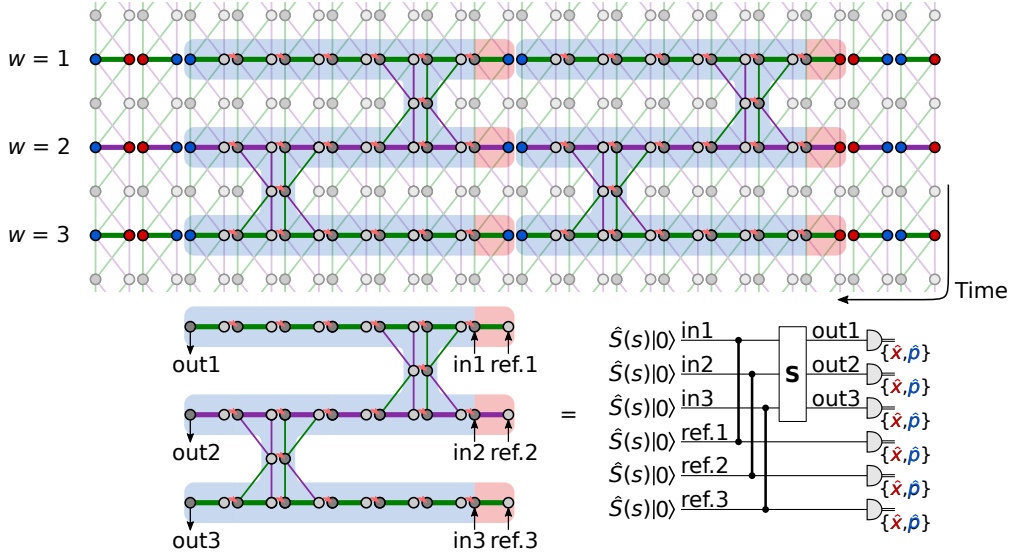 w = 1
w = 2
w = 3
Time
out1
in1 ref.1
out2
in2 ref.2
out3
in3 ref.3
=
Ŝ(s)|0⟩ in1 out1 {x̂,p̂}
Ŝ(s)|0⟩ in2 out2 {x̂,p̂}
S
Ŝ(s)|0⟩ in3 out3 {x̂,p̂}
Ŝ(s)|0⟩ ref.1 {x̂,p̂}
Ŝ(s)|0⟩ ref.2 {x̂,p̂}
Ŝ(s)|0⟩ ref.3 {x̂,p̂}